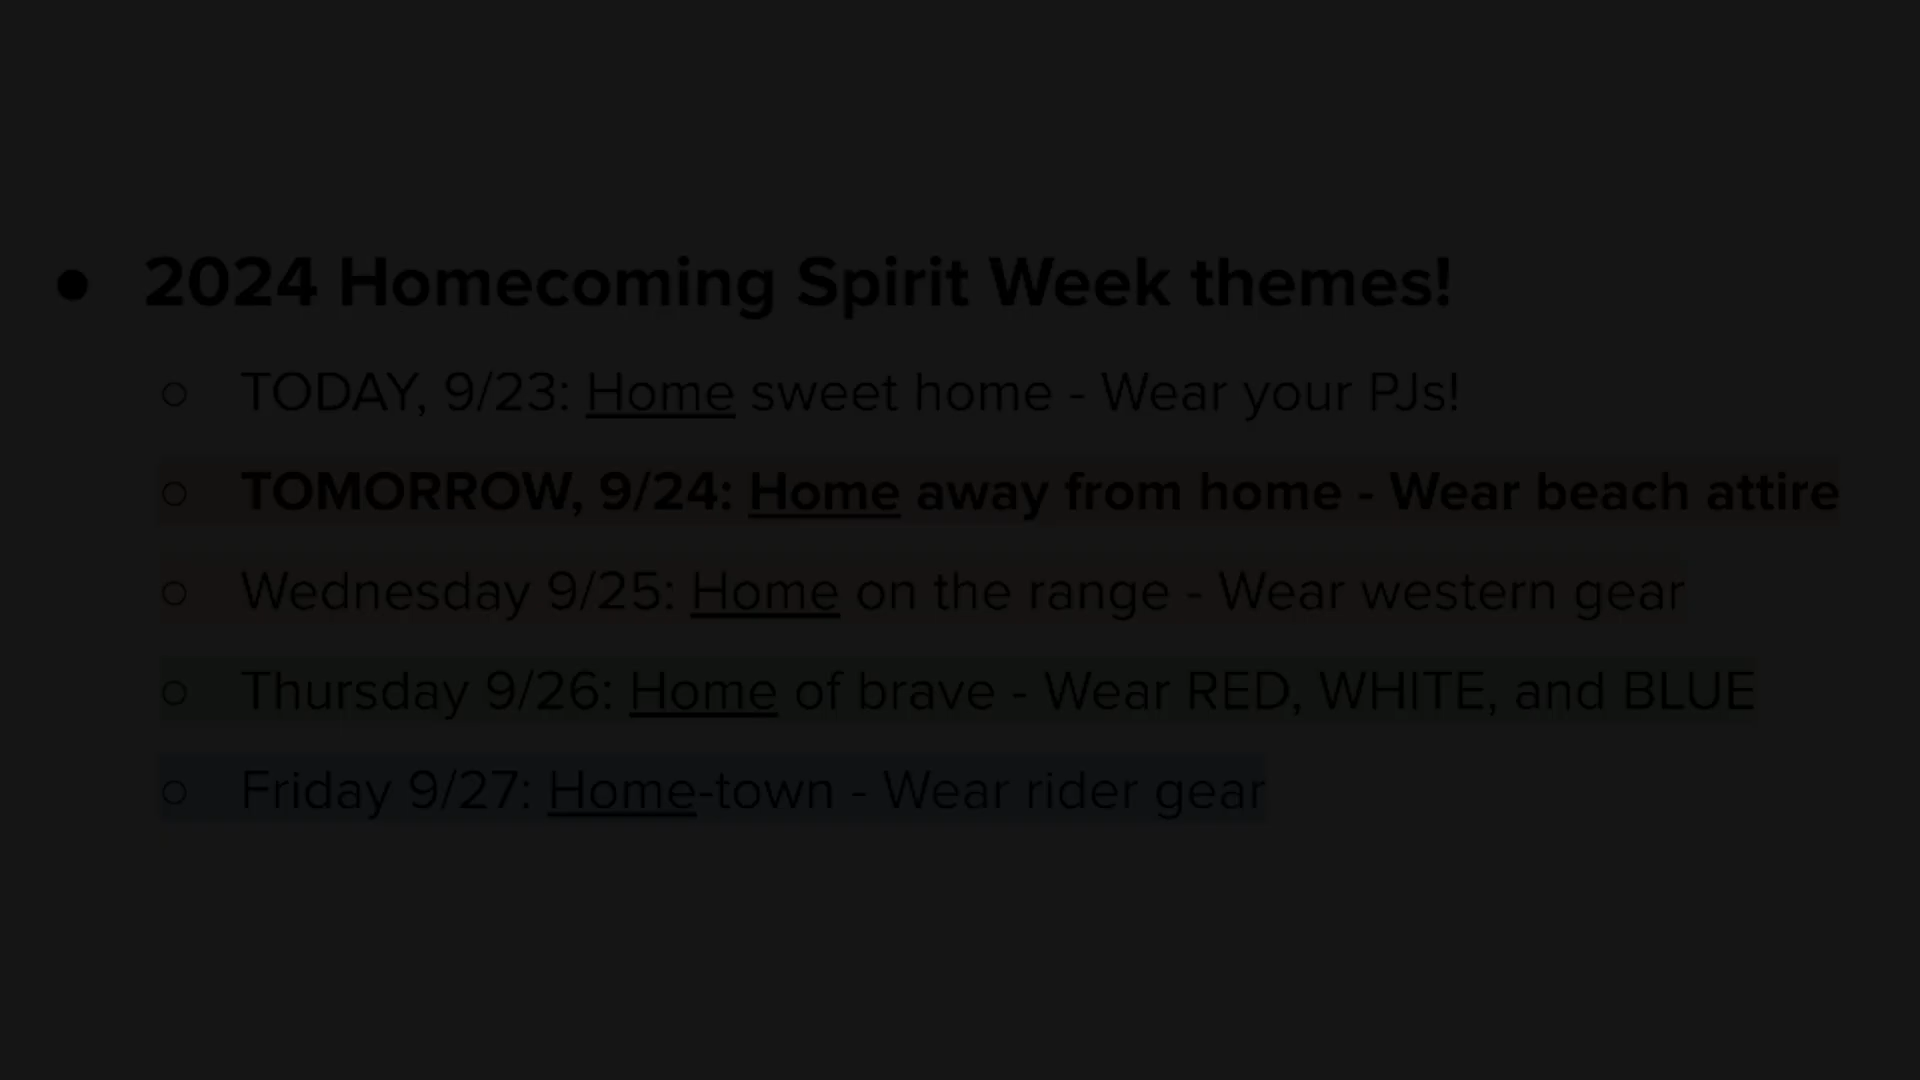 ● 2024 Homecoming Spirit Week themes!
○ TODAY, 9/23: Home sweet home - Wear your PJs!
○ TOMORROW, 9/24: Home away from home - Wear beach attire
○ Wednesday 9/25: Home on the range - Wear western gear
○ Thursday 9/26: Home of brave - Wear RED, WHITE, and BLUE
○ Friday 9/27: Home-town - Wear rider gear